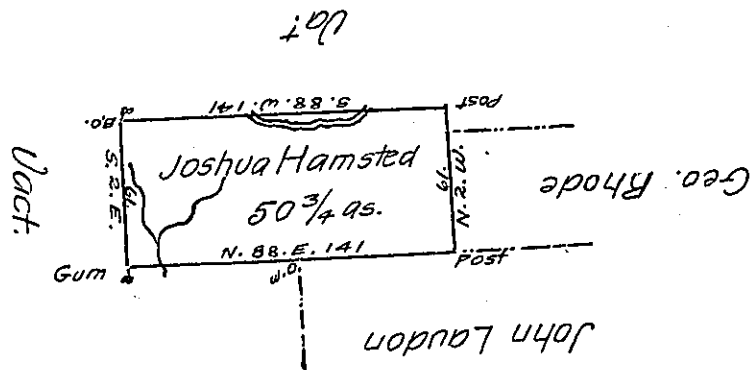 Vat
S. 88. W. 141
B.O.
Post
Joshua Hamsted
50 3/4 as.
S. 2. E. 61
61. N. 2. W.
Vact.
Geo. Rhode
N. 88. E. 141
Gum
W.O.
Post
John Laudon